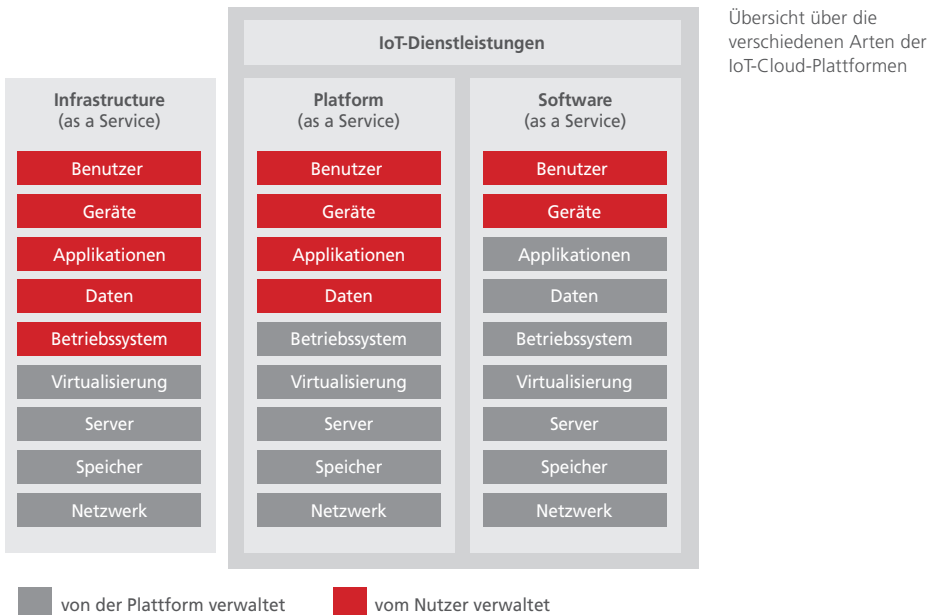 Übersicht über die
verschiedenen Arten der
IoT-Cloud-Plattformen
IoT-Dienstleistungen
Infrastructure
(as a Service)
Benutzer
Geräte
Applikationen
Daten
Betriebssystem
Virtualisierung
Server
Speicher
Netzwerk
Platform
(as a Service)
Benutzer
Geräte
Applikationen
Daten
Betriebssystem
Virtualisierung
Server
Speicher
Netzwerk
Software
(as a Service)
Benutzer
Geräte
Applikationen
Daten
Betriebssystem
Virtualisierung
Server
Speicher
Netzwerk
von der Plattform verwaltet
vom Nutzer verwaltet